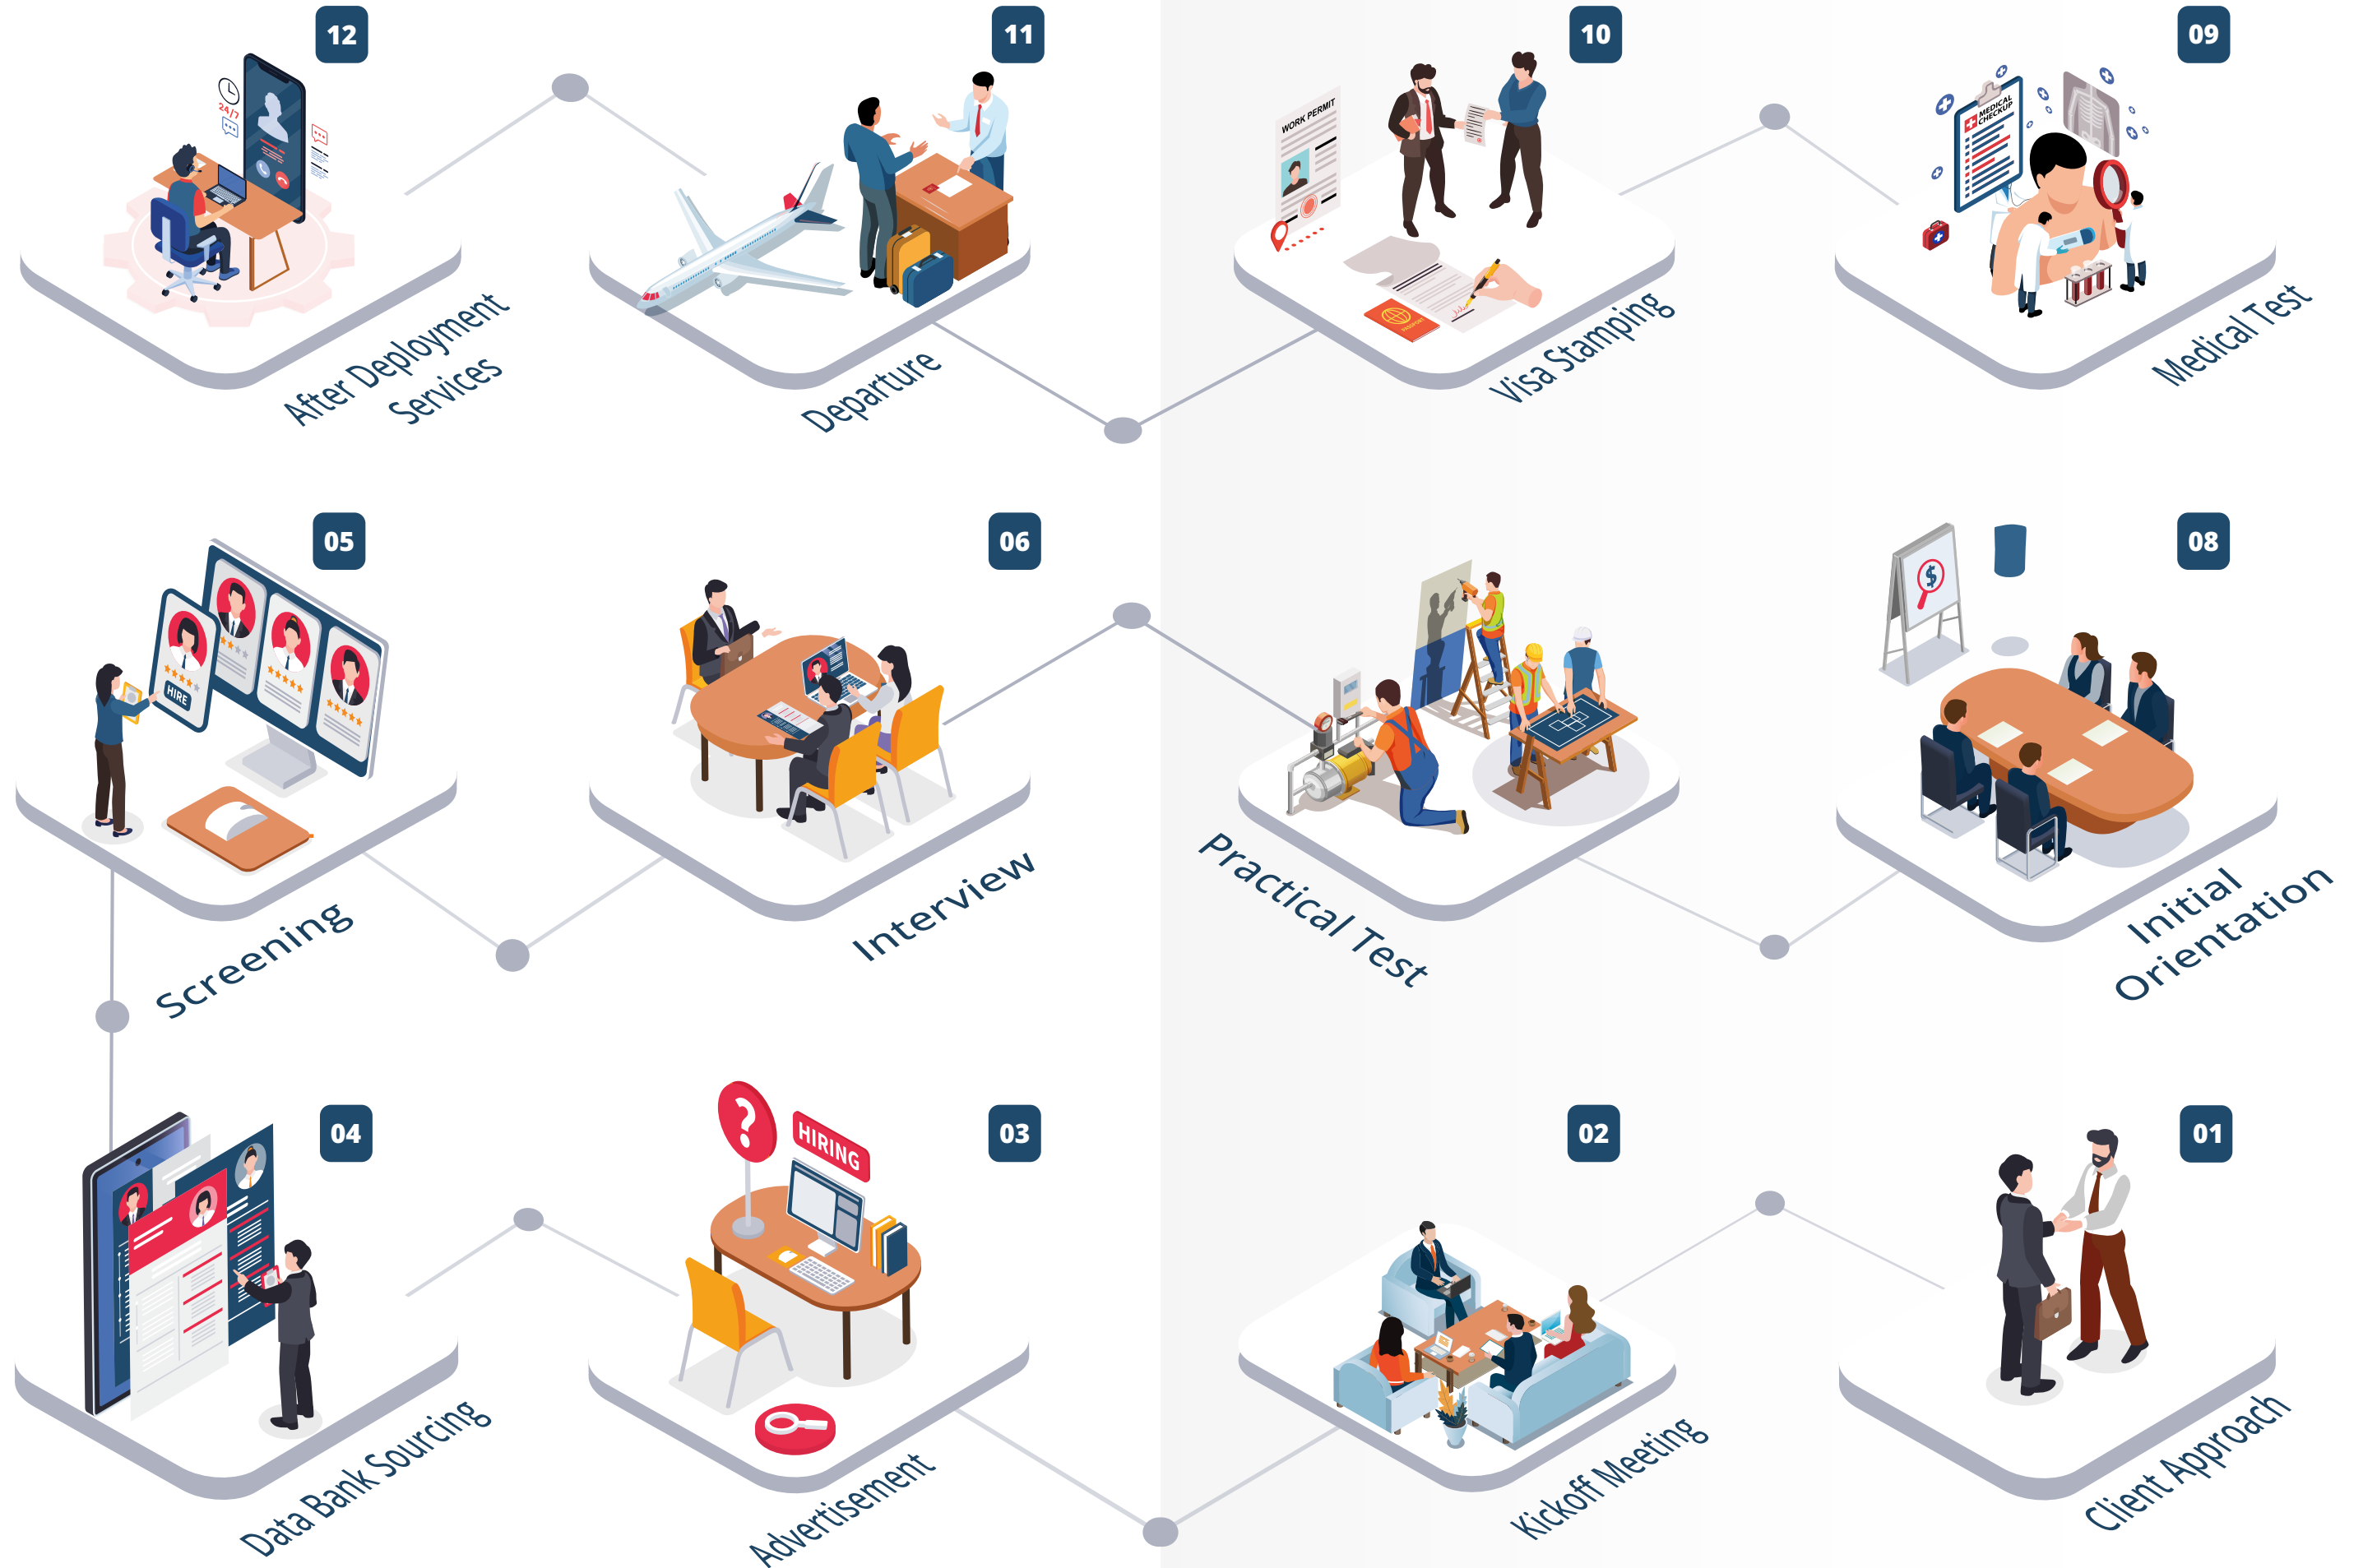 12
11
10
09
24/7
WORK PERMIT
MEDICAL
CHECKUP
PASSPORT
After Deployment
Services
Departure
Visa Stamping
Medical Test
05
06
08
HIRE
$
Screening
Interview
Practical Test
Initial
Orientation
04
03
02
01
?
HIRING
Data Bank Sourcing
Advertisement
Kickoff Meeting
Client Approach